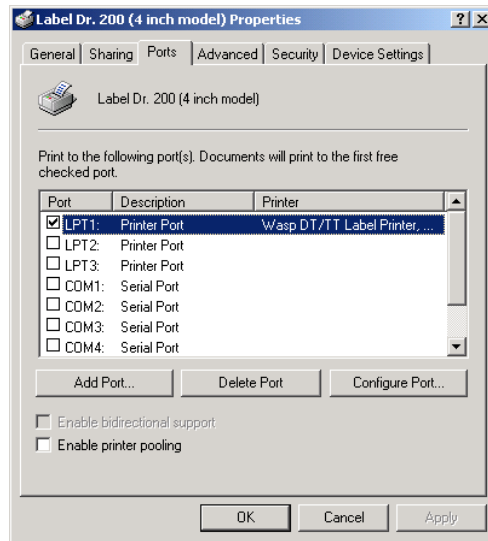 Label Dr. 200 (4 inch model) Properties
General Sharing Ports Advanced Security Device Settings
Label Dr. 200 (4 inch model)
Print to the following port(s). Documents will print to the first free
checked port.
Port Description Printer
LPT1: Printer Port Wasp DT/TT Label Printer, ...
LPT2: Printer Port
LPT3: Printer Port
COM1: Serial Port
COM2: Serial Port
COM3: Serial Port
COM4: Serial Port
Add Port... Delete Port Configure Port...
Enable bidirectional support
Enable printer pooling
OK Cancel Apply